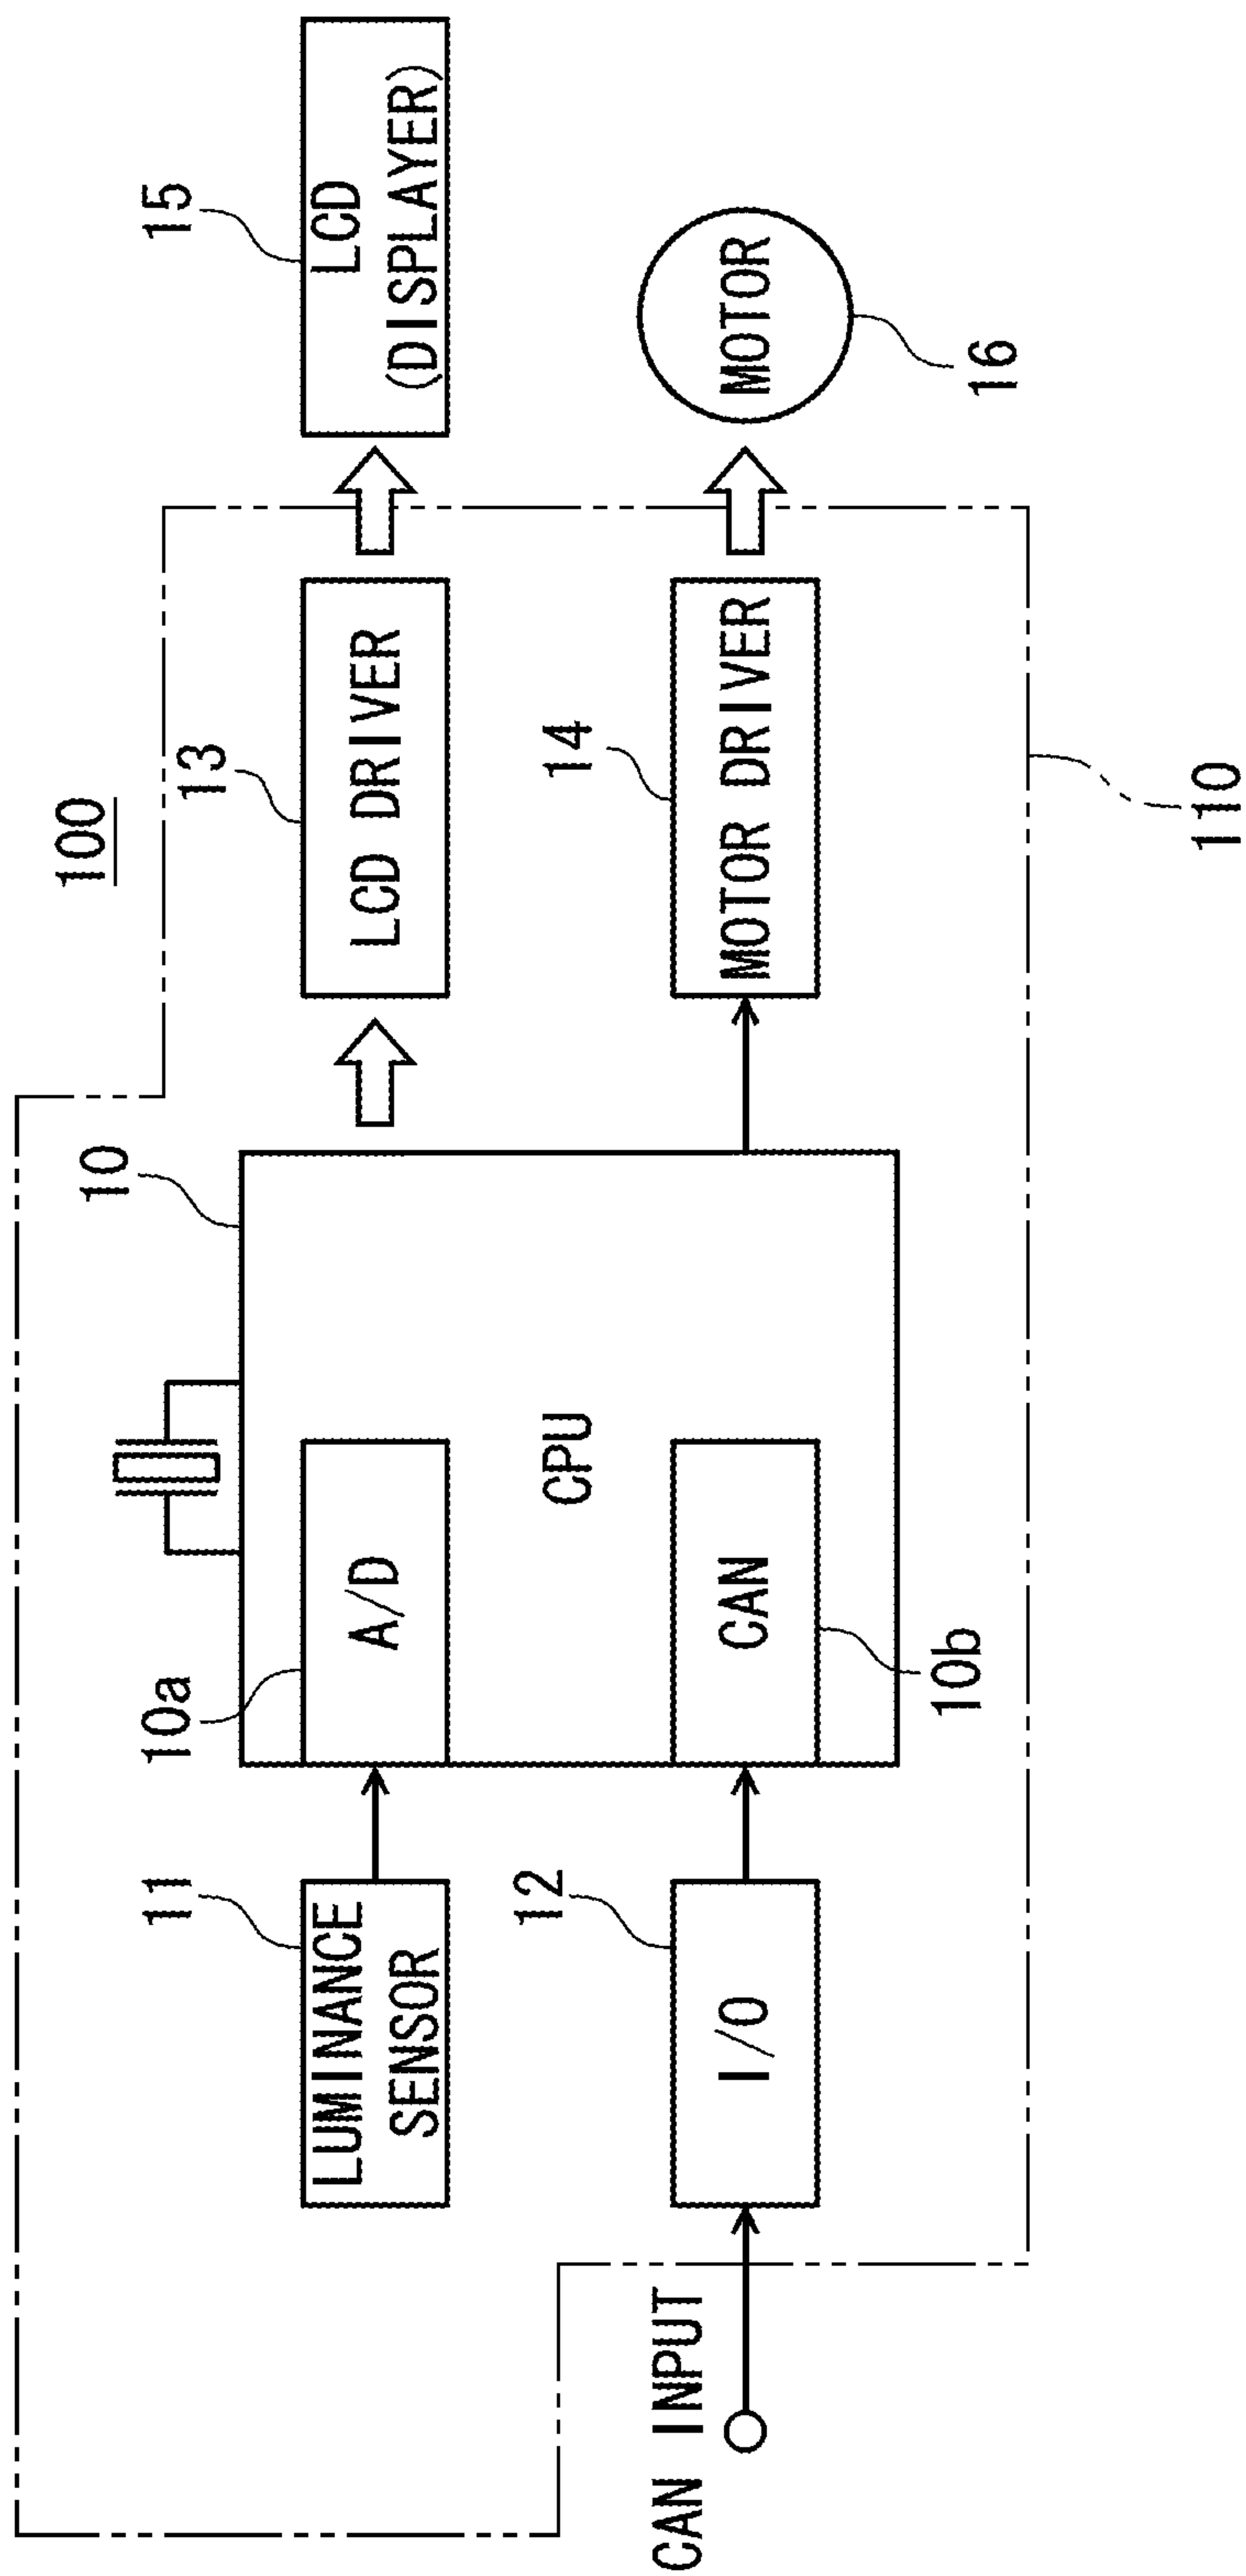 100
10
13
15
10a
11
LUMINANCE
SENSOR
A/D
LCD DRIVER
LCD
(DISPLAYER)
CPU
12
14
CAN INPUT
I/O
CAN
MOTOR DRIVER
MOTOR
10b
16
110